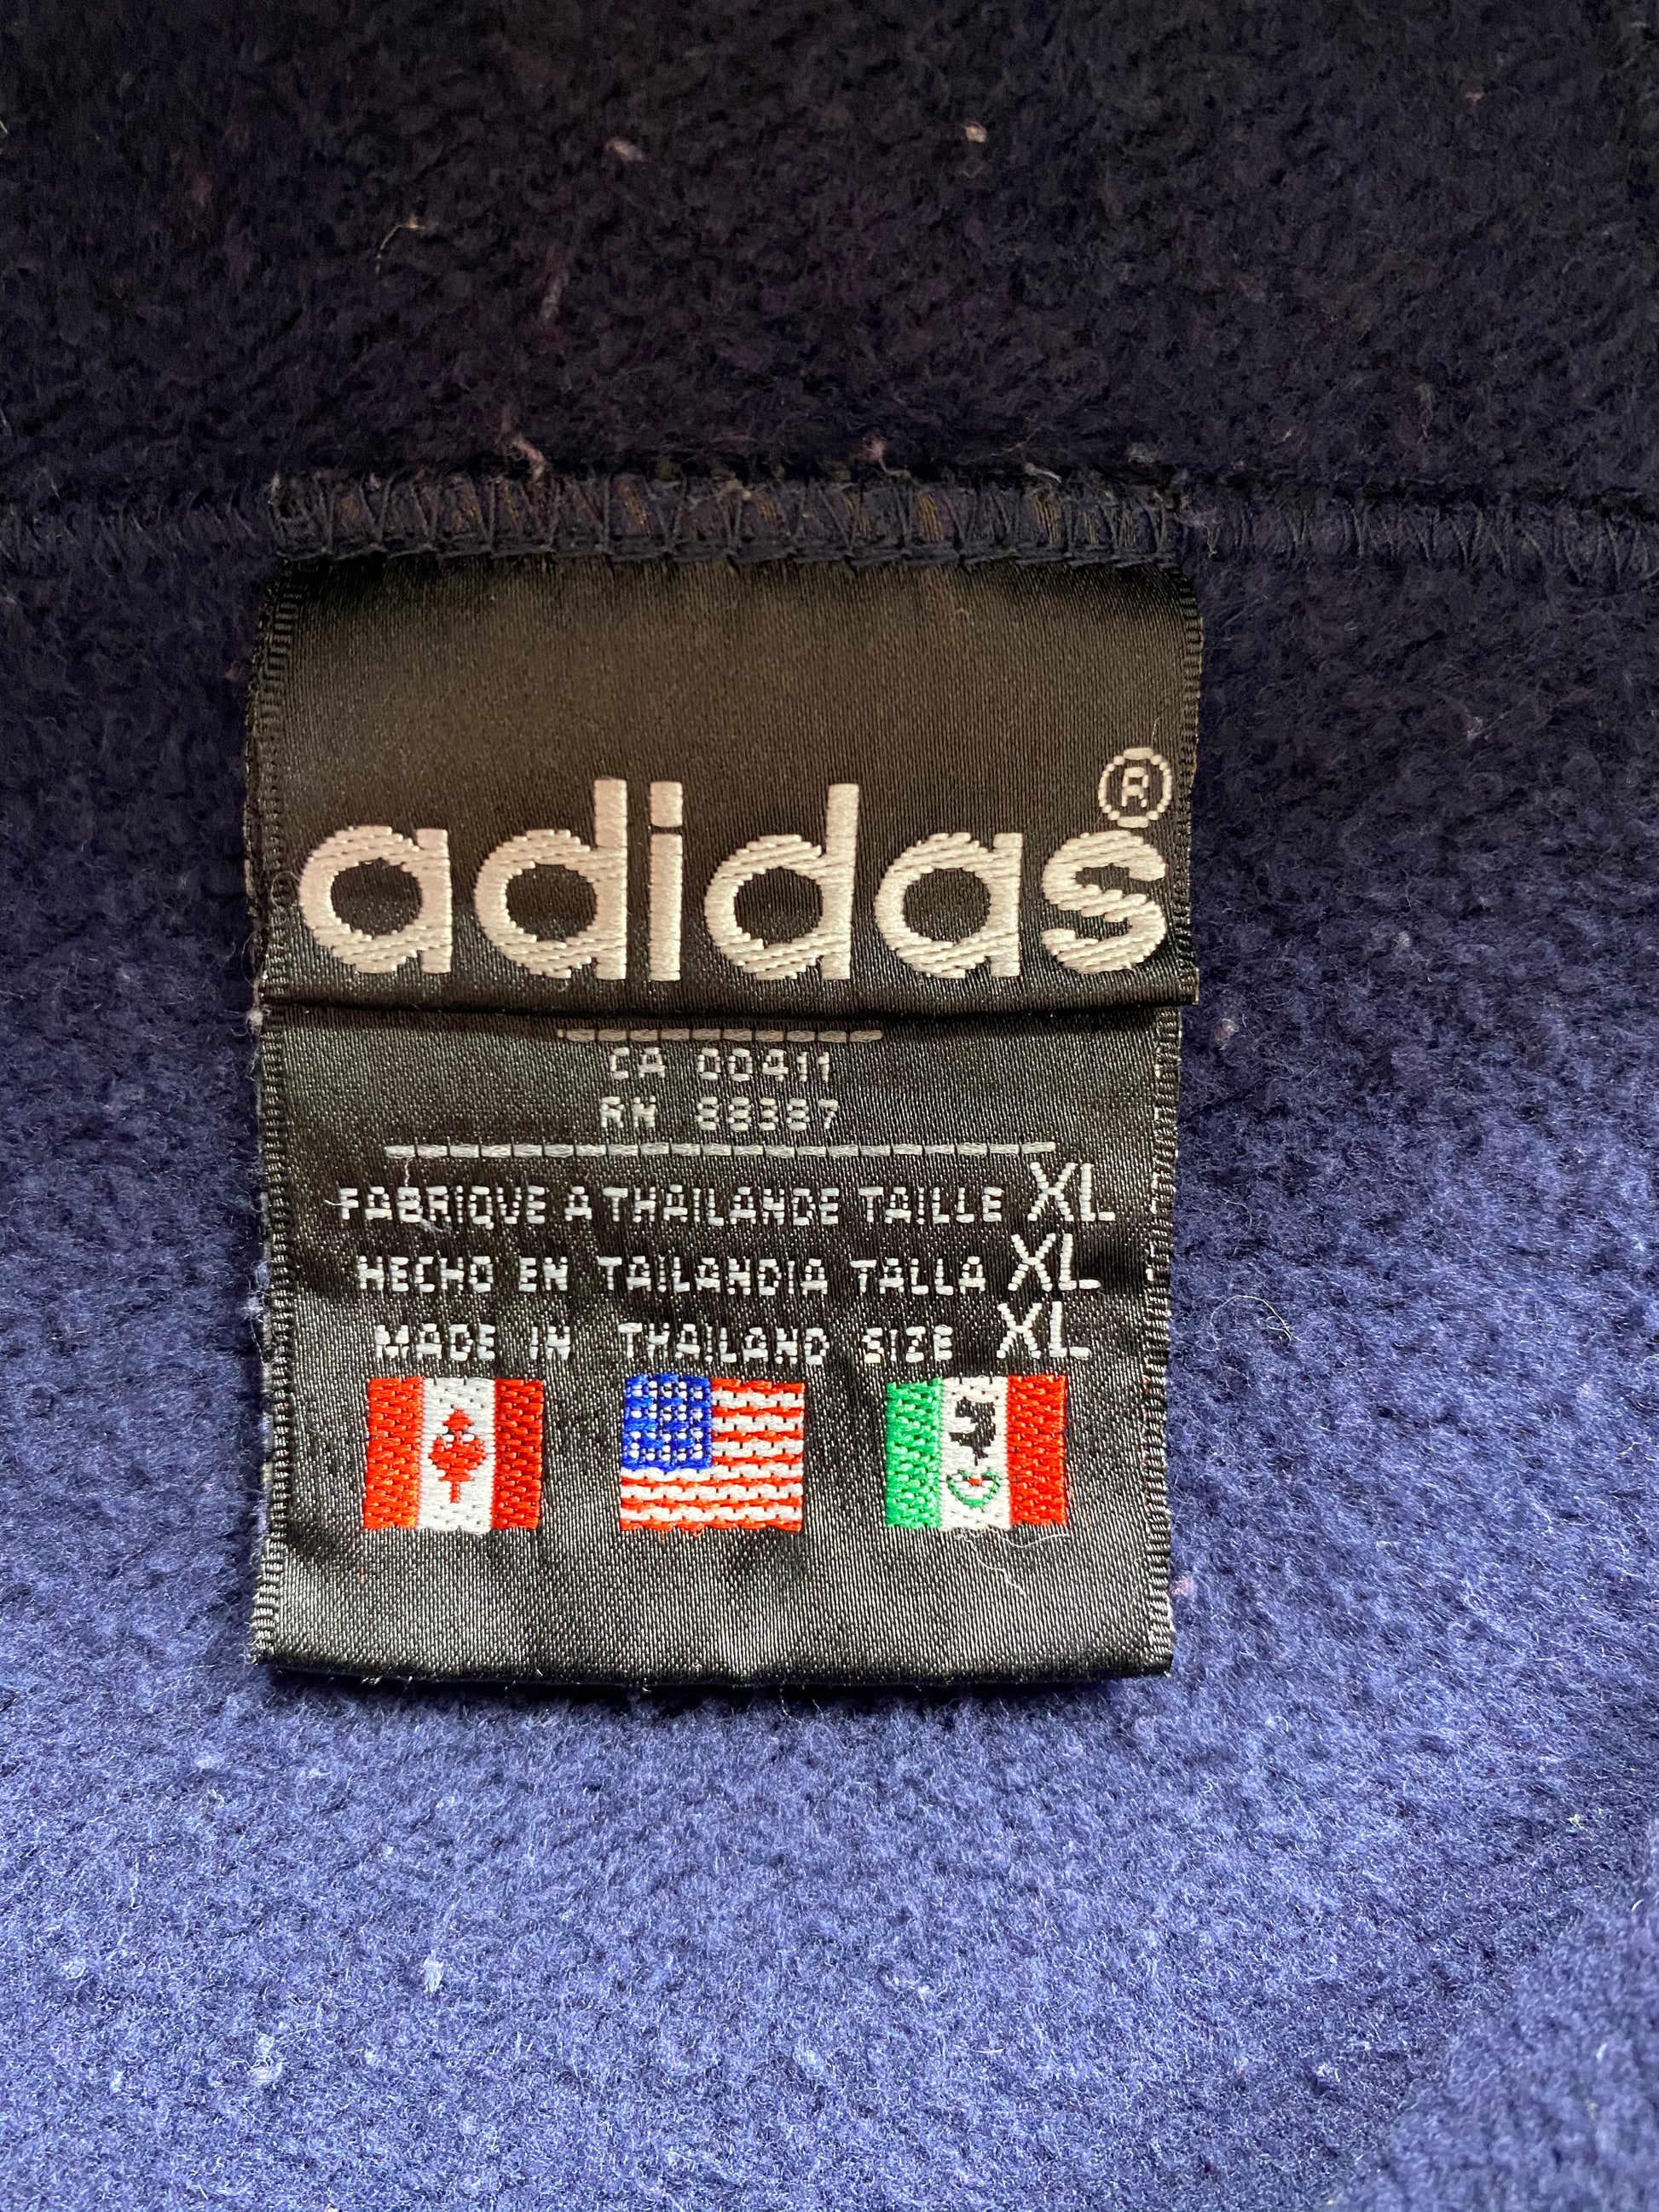 adidas®
CA 00411
RN 88387
FABRIQUE A THAILANDE TAILLE XL
HECHO EN TAILANDIA TALLA XL
MADE IN THAILAND SIZE XL